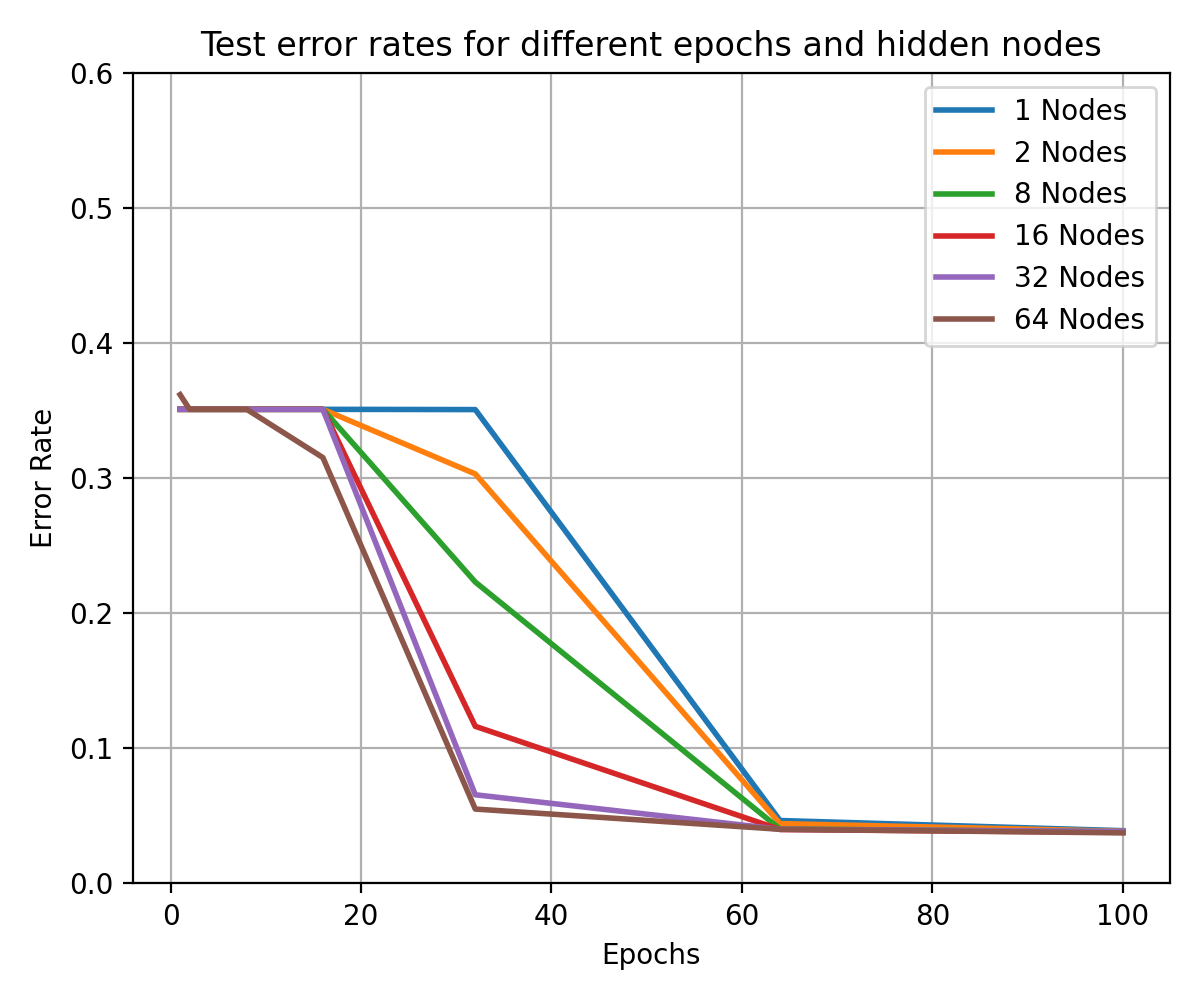 Test error rates for different epochs and hidden nodes
0.6
0.5
0.4
0.3
0.2
0.1
0.0
Error Rate
1 Nodes
2 Nodes
8 Nodes
16 Nodes
32 Nodes
64 Nodes
0 20 40 60 80 100
Epochs